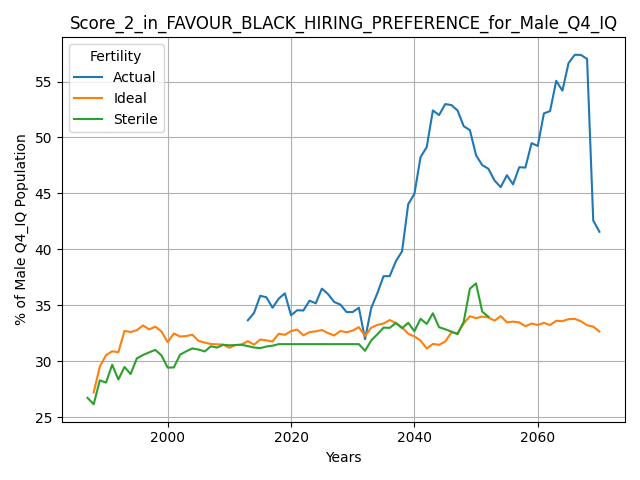 Score_2_in_FAVOUR_BLACK_HIRING_PREFERENCE_for_Male_Q4_IQ
Fertility
Actual
Ideal
Sterile
% of Male Q4_IQ Population
55
50
45
40
35
30
25
2000
2020
2040
2060
Years